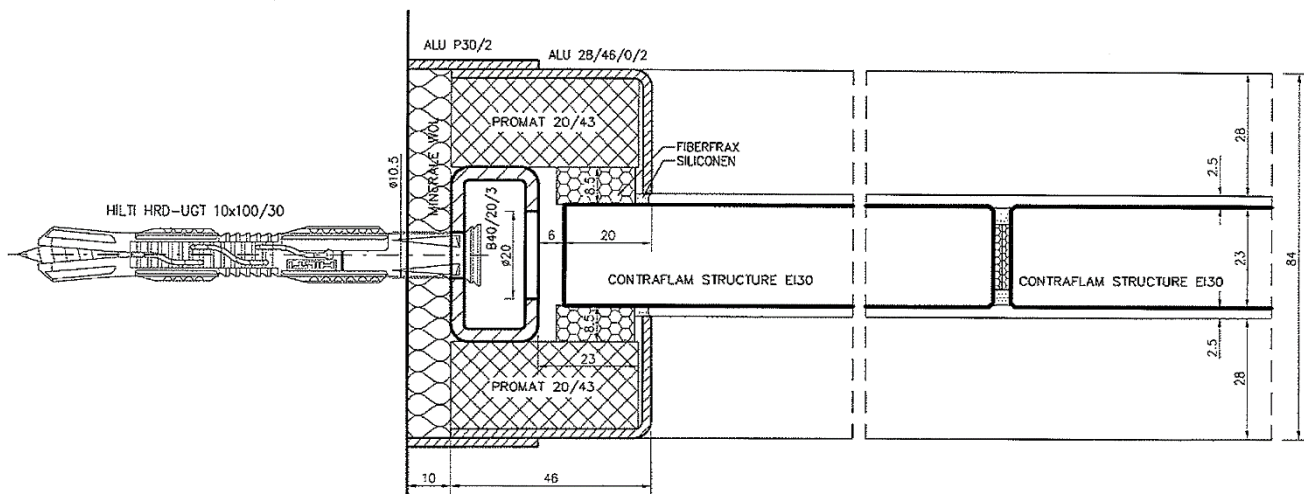 ALU P30/2
ALU 28/46/0/2
PROMAT 20/43
MINERALE WOL
FIBERFRAX
SILICONEN
ø10.5
8.5
28
2.5
HILTI HRD-UGT 10x100/30
B40/20/3
ø20
6
20
CONTRAFLAM STRUCTURE EI30
CONTRAFLAM STRUCTURE EI30
23
84
8.5
23
PROMAT 20/43
2.5
28
10
46